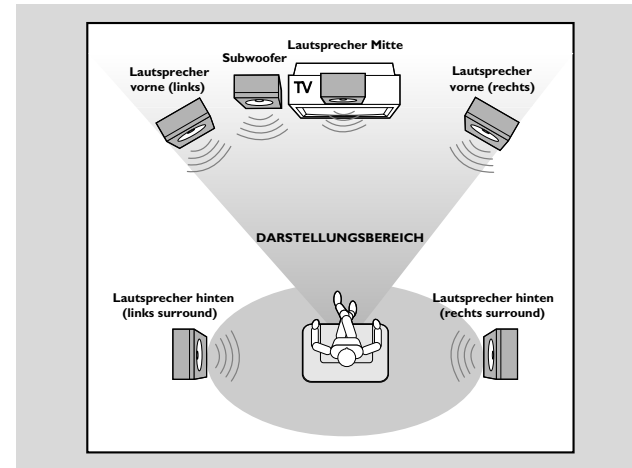 Lautsprecher Mitte
Subwoofer
Lautsprecher
vorne (links)
TV
Lautsprecher
vorne (rechts)
DARSTELLUNGSBEREICH
Lautsprecher hinten
(links surround)
Lautsprecher hinten
(rechts surround)